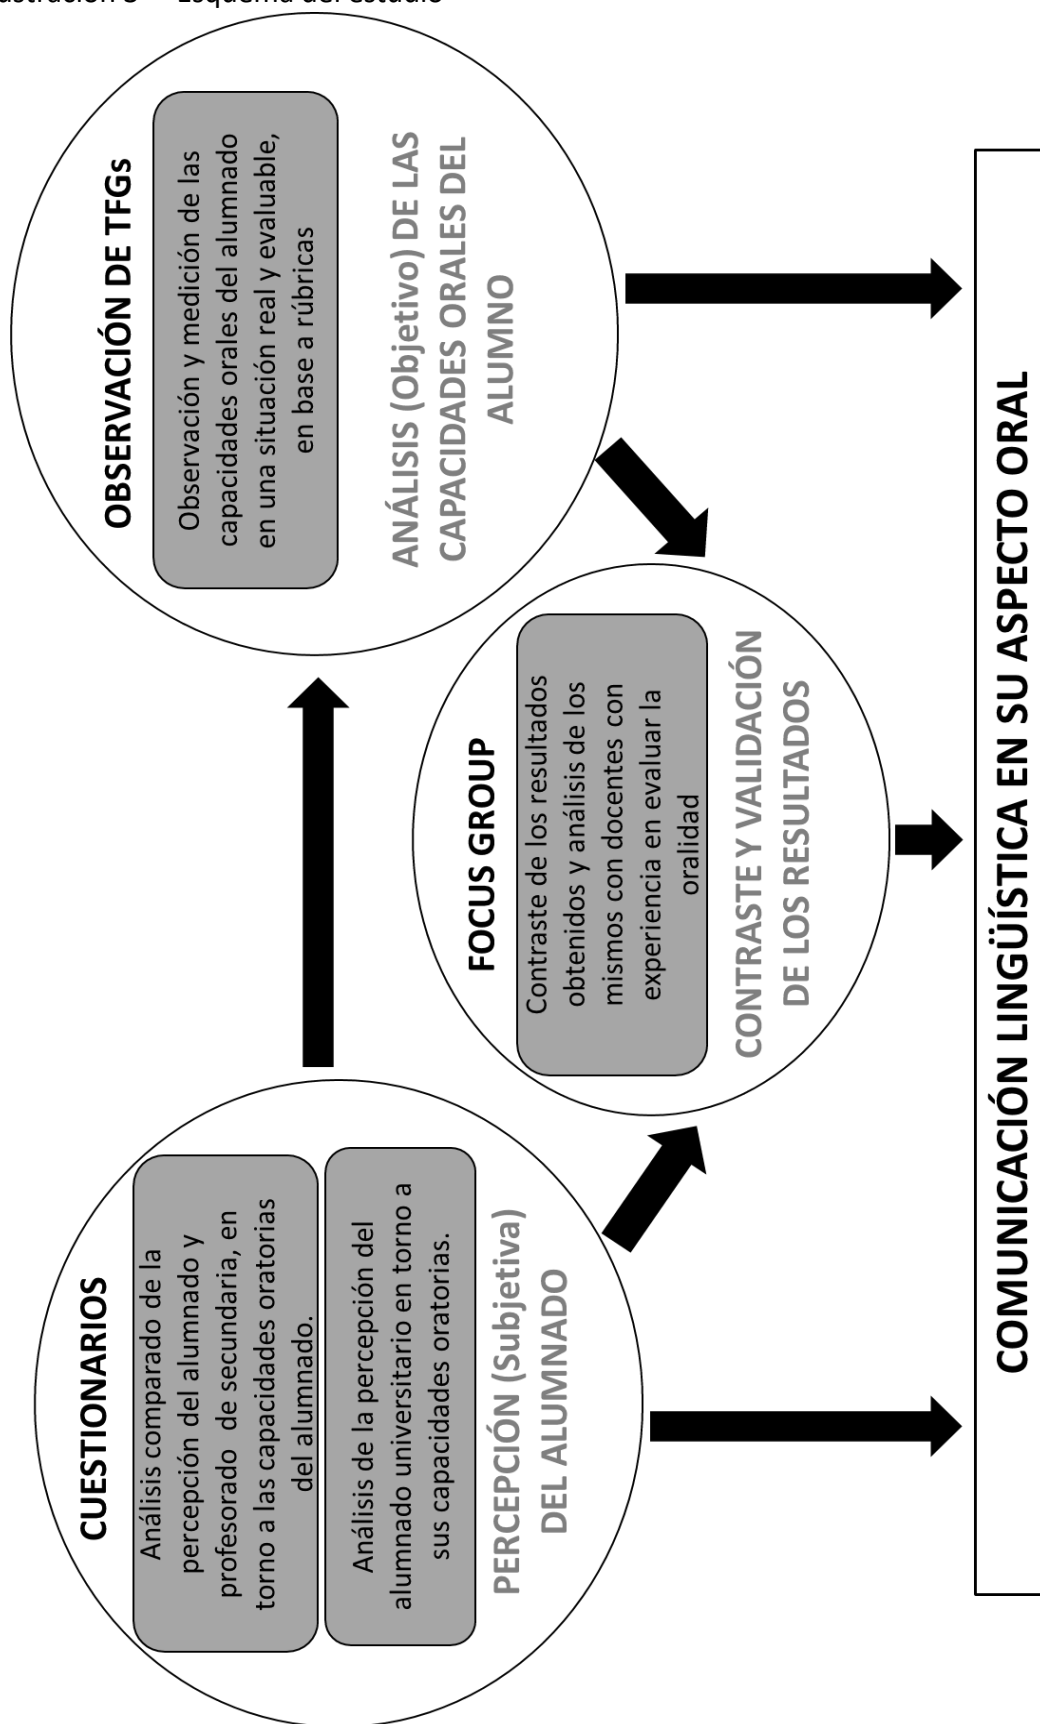 Esquema del estudio
CUESTIONARIOS
Análisis comparado de la
percepción del alumnado y
profesorado de secundaria, en
torno a las capacidades oratorias
del alumnado.
Análisis de la percepción del
alumnado universitario en torno a
sus capacidades oratorias.
PERCEPCIÓN (Subjetiva)
DEL ALUMNADO
FOCUS GROUP
Contraste de los resultados
obtenidos y análisis de los
mismos con docentes con
experiencia en evaluar la
oralidad
CONTRASTE Y VALIDACIÓN
DE LOS RESULTADOS
OBSERVACIÓN DE TFGs
Observación y medición de las
capacidades orales del alumnado
en una situación real y evaluable,
en base a rúbricas
ANÁLISIS (Objetivo) DE LAS
CAPACIDADES ORALES DEL
ALUMNO
COMUNICACIÓN LINGÜÍSTICA EN SU ASPECTO ORAL